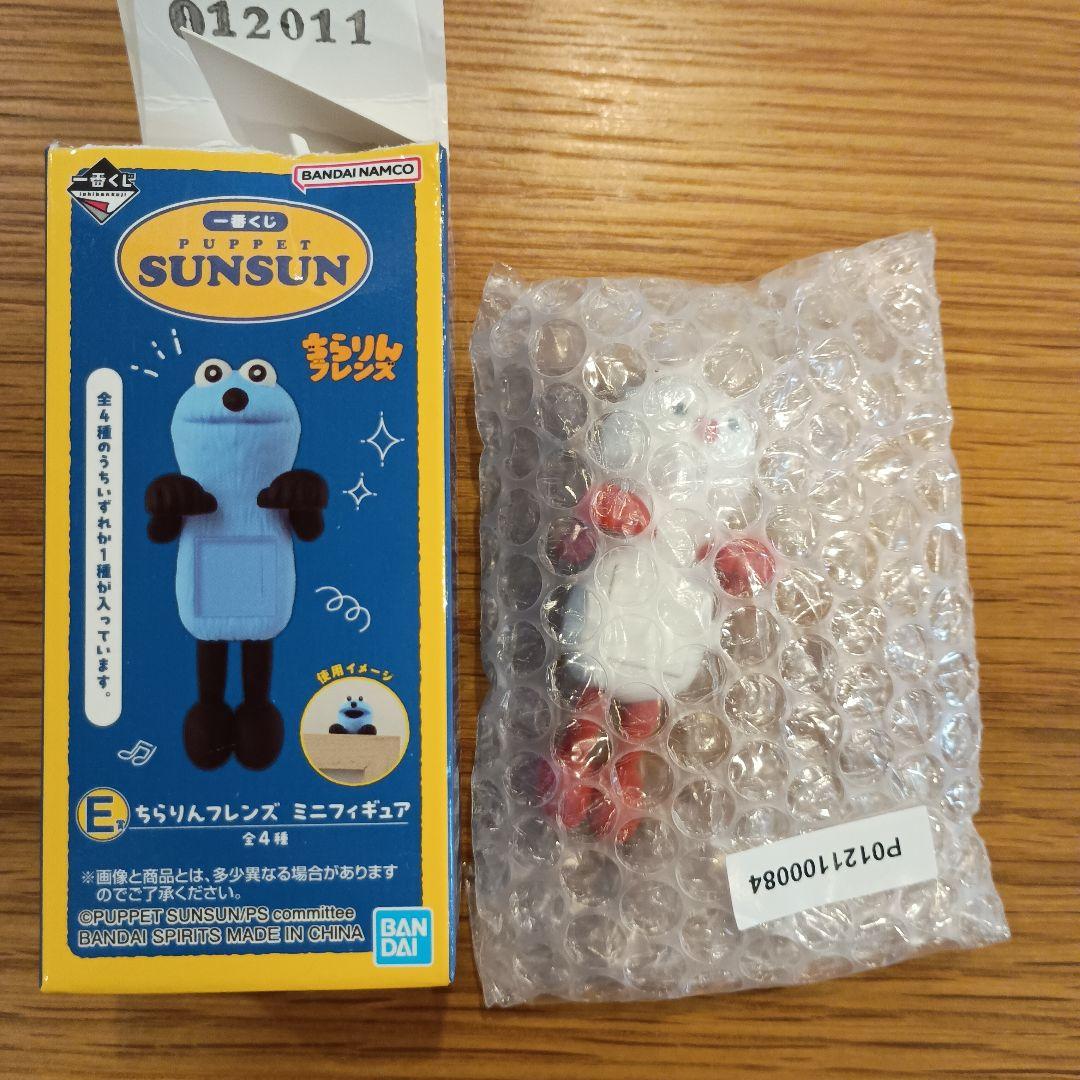 012011
一番くじ
ichibankuji
BANDAI NAMCO
一番くじ
PUPPET
SUNSUN
ちらりん
フレンズ
全4種のうちいずれか1種が入っています。
使用イメージ
E賞 ちらりんフレンズ ミニフィギュア
全4種
※画像と商品とは、多少異なる場合があります
のでご了承ください。
©PUPPET SUNSUN/PS committee
BANDAI SPIRITS MADE IN CHINA
BAN
DAI
P0121100084